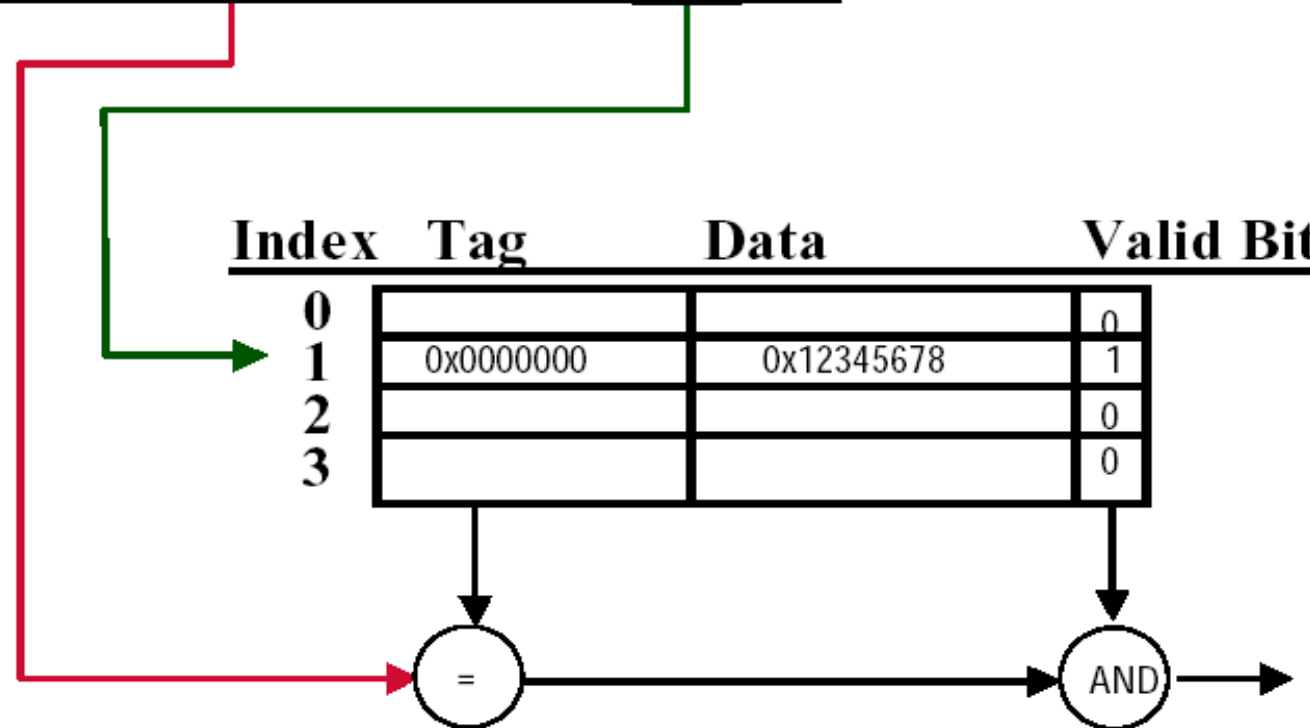 Index Tag Data Valid Bit
0 0
1 0x0000000 0x12345678 1
2 0
3 0
= AND